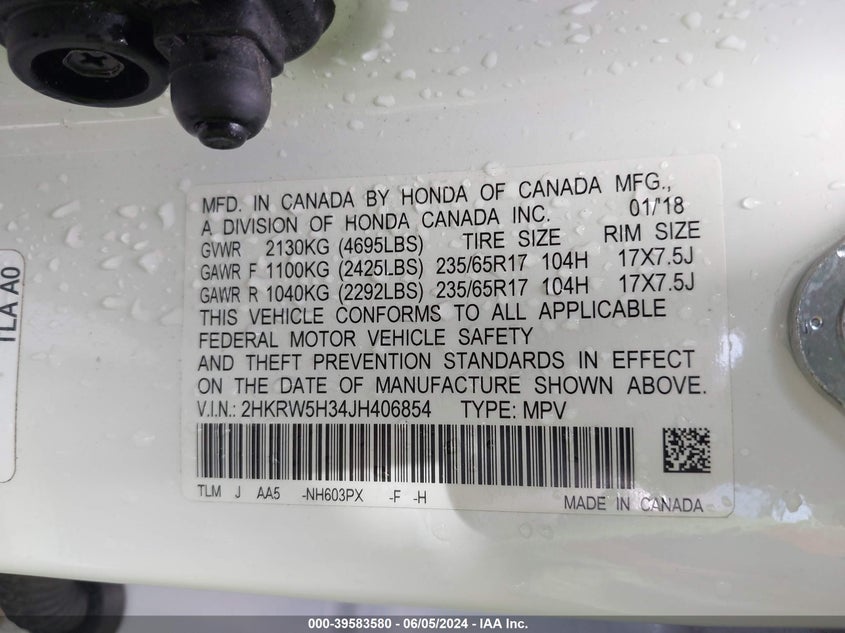 MFD. IN CANADA BY HONDA OF CANADA MFG.,
A DIVISION OF HONDA CANADA INC. 01/'18
GVWR 2130KG (4695LBS) TIRE SIZE RIM SIZE
GAWR F 1100KG (2425LBS) 235/65R17 104H 17X7.5J
GAWR R 1040KG (2292LBS) 235/65R17 104H 17X7.5J
THIS VEHICLE CONFORMS TO ALL APPLICABLE
FEDERAL MOTOR VEHICLE SAFETY
AND THEFT PREVENTION STANDARDS IN EFFECT
ON THE DATE OF MANUFACTURE SHOWN ABOVE.
V.I.N.: 2HKRW5H34JH406854 TYPE: MPV
TLM J AA5 -NH603PX -F -H
MADE IN CANADA
TLA A0
000-39583580 - 06/05/2024 - IAA Inc.